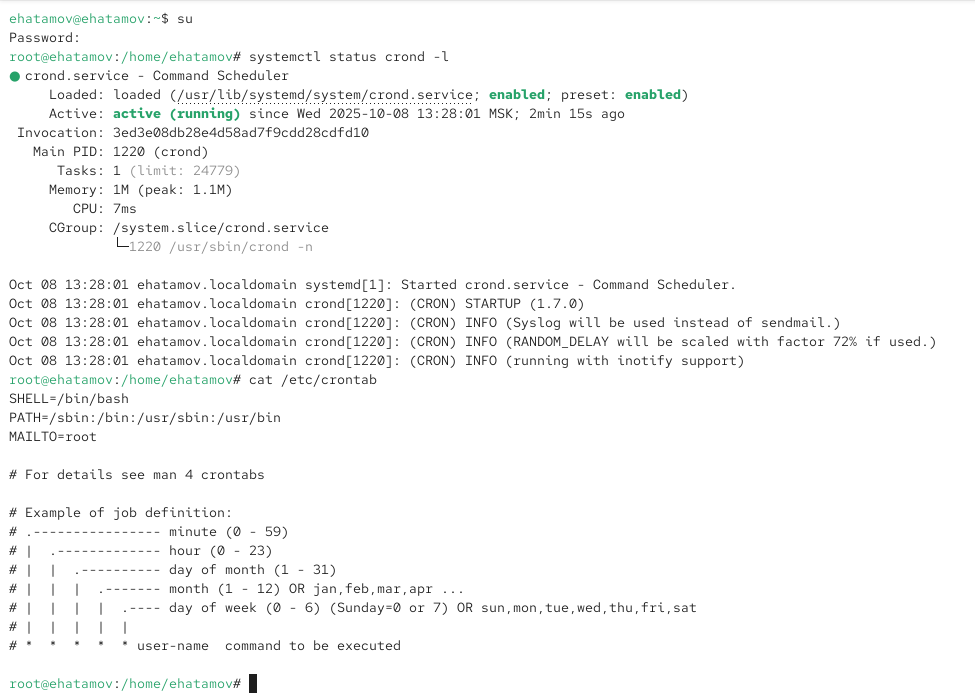 ehatamov@ehatamov:~$ su
Password:
root@ehatamov:/home/ehatamov# systemctl status crond -l
● crond.service - Command Scheduler
     Loaded: loaded (/usr/lib/systemd/system/crond.service; enabled; preset: enabled)
     Active: active (running) since Wed 2025-10-08 13:28:01 MSK; 2min 15s ago
 Invocation: 3ed3e08db28e4d58ad7f9cdd28cdfd10
   Main PID: 1220 (crond)
      Tasks: 1 (limit: 24779)
     Memory: 1M (peak: 1.1M)
        CPU: 7ms
     CGroup: /system.slice/crond.service
             └─1220 /usr/sbin/crond -n

Oct 08 13:28:01 ehatamov.localdomain systemd[1]: Started crond.service - Command Scheduler.
Oct 08 13:28:01 ehatamov.localdomain crond[1220]: (CRON) STARTUP (1.7.0)
Oct 08 13:28:01 ehatamov.localdomain crond[1220]: (CRON) INFO (Syslog will be used instead of sendmail.)
Oct 08 13:28:01 ehatamov.localdomain crond[1220]: (CRON) INFO (RANDOM_DELAY will be scaled with factor 72% if used.)
Oct 08 13:28:01 ehatamov.localdomain crond[1220]: (CRON) INFO (running with inotify support)
root@ehatamov:/home/ehatamov# cat /etc/crontab
SHELL=/bin/bash
PATH=/sbin:/bin:/usr/sbin:/usr/bin
MAILTO=root

# For details see man 4 crontabs

# Example of job definition:
# .---------------- minute (0 - 59)
# |  .------------- hour (0 - 23)
# |  |  .---------- day of month (1 - 31)
# |  |  |  .------- month (1 - 12) OR jan,feb,mar,apr ...
# |  |  |  |  .---- day of week (0 - 6) (Sunday=0 or 7) OR sun,mon,tue,wed,thu,fri,sat
# |  |  |  |  |
# *  *  *  *  * user-name  command to be executed

root@ehatamov:/home/ehatamov#